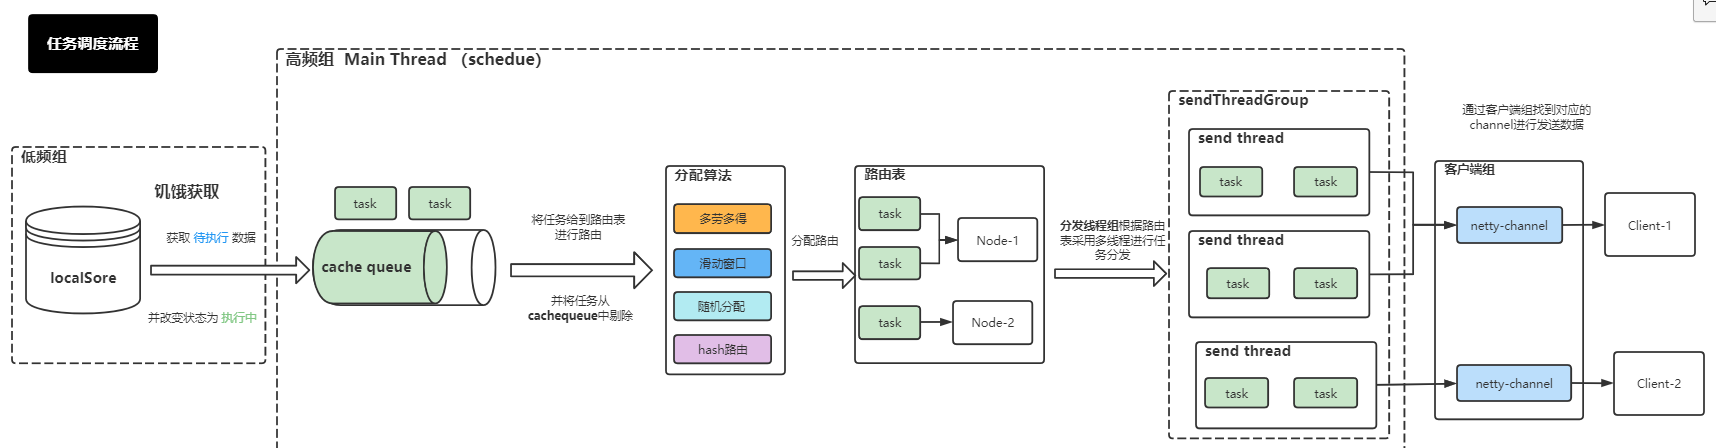 任务调度流程
高频组 Main Thread （schedue）
低频组
饥饿获取
获取 待执行 数据
localSore
并改变状态为 执行中
task
task
cache queue
将任务给到路由表
进行路由
并将任务从
cachequeue中剔除
分配算法
多劳多得
滑动窗口
随机分配
hash路由
分配路由
路由表
task
task
Node-1
task
Node-2
分发线程组根据路由
表采用多线程进行任
务分发
sendThreadGroup
send thread
task
task
send thread
task
task
send thread
task
task
通过客户端组找到对应的
channel进行发送数据
客户端组
netty-channel
netty-channel
Client-1
Client-2